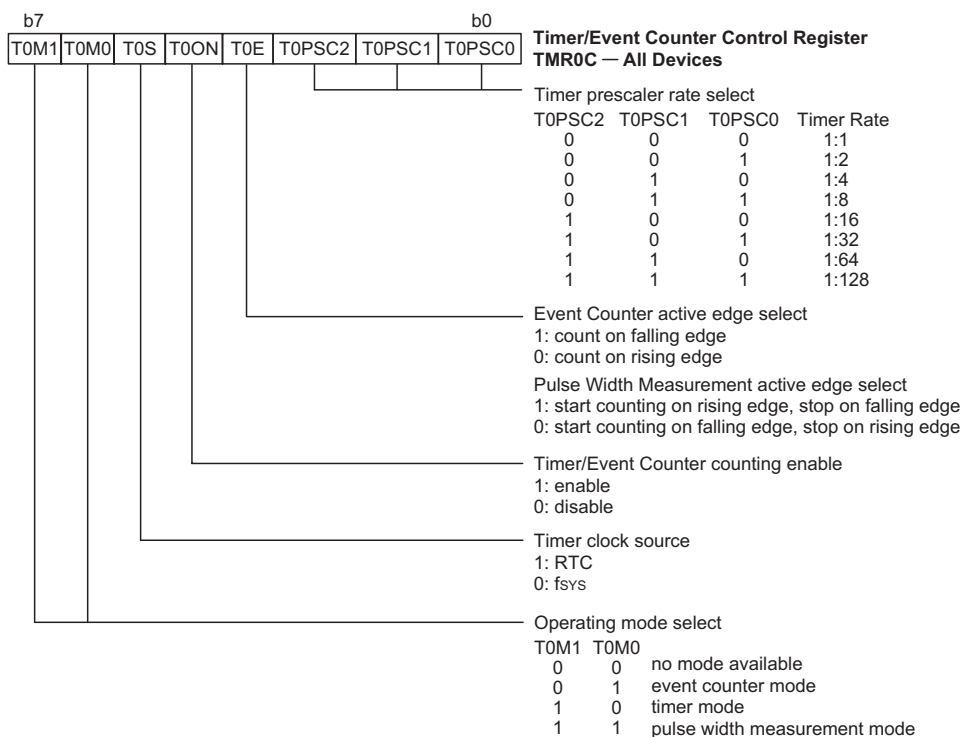 b7 b0
T0M1 T0M0 T0S T0ON T0E T0PSC2 T0PSC1 T0PSC0
Timer/Event Counter Control Register
TMR0C — All Devices
Timer prescaler rate select
T0PSC2 T0PSC1 T0PSC0 Timer Rate
0 0 0 1:1
0 0 1 1:2
0 1 0 1:4
0 1 1 1:8
1 0 0 1:16
1 0 1 1:32
1 1 0 1:64
1 1 1 1:128
Event Counter active edge select
1: count on falling edge
0: count on rising edge
Pulse Width Measurement active edge select
1: start counting on rising edge, stop on falling edge
0: start counting on falling edge, stop on rising edge
Timer/Event Counter counting enable
1: enable
0: disable
Timer clock source
1: RTC
0: fSYS
Operating mode select
T0M1 T0M0
0 0 no mode available
0 1 event counter mode
1 0 timer mode
1 1 pulse width measurement mode